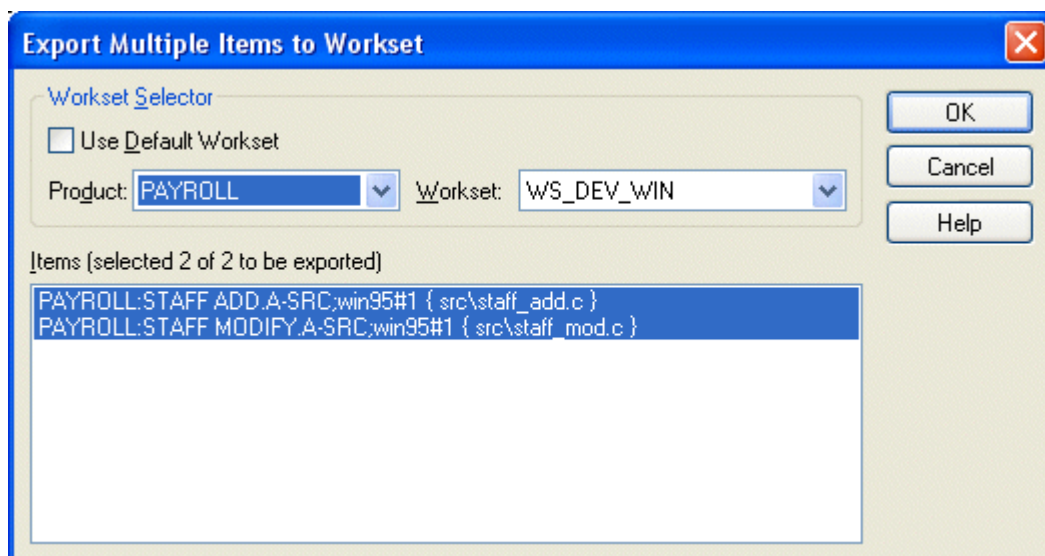 Export Multiple Items to Workset
Workset Selector
Use Default Workset
Product: PAYROLL Workset: WS_DEV_WIN
OK
Cancel
Help
Items (selected 2 of 2 to be exported)
PAYROLL:STAFF ADD.A-SRC;win95#1 { src\staff_add.c }
PAYROLL:STAFF MODIFY.A-SRC;win95#1 { src\staff_mod.c }